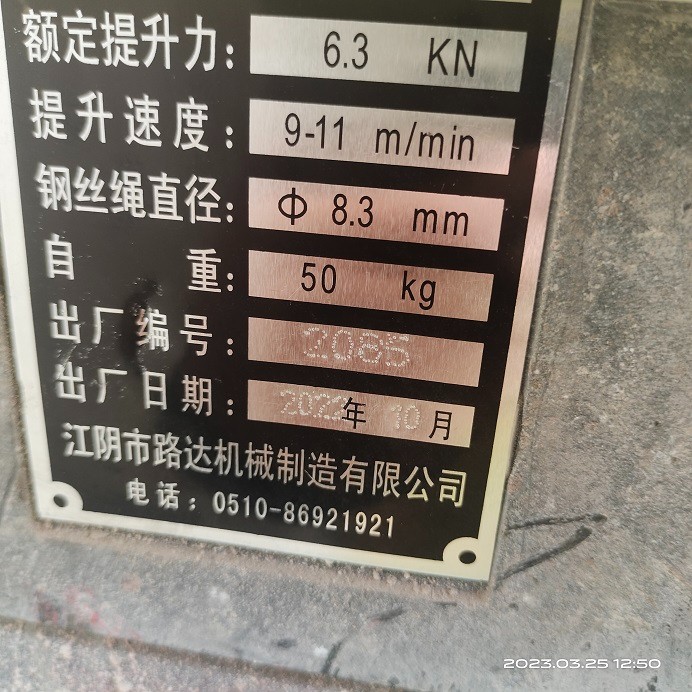 额定提升力： 6.3 KN
提升速度： 9-11 m/min
钢丝绳直径： Φ 8.3 mm
自 重： 50 kg
出厂编号： 2085
出厂日期： 2022年 10月
江阴市路达机械制造有限公司
电话：0510-86921921
2023.03.25 12:50